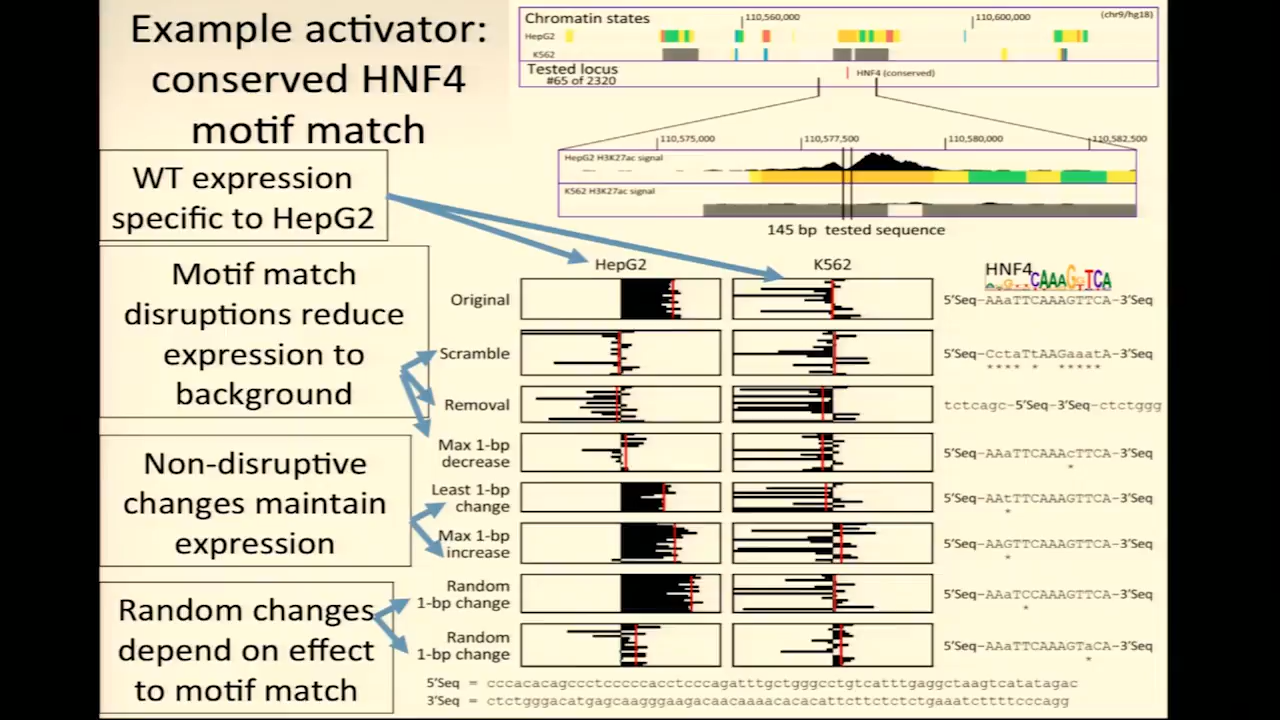 Example activator:
conserved HNF4
motif match
WT expression
specific to HepG2
Motif match
disruptions reduce
expression to
background
Non-disruptive
changes maintain
expression
Random changes
depend on effect
to motif match
Chromatin states
110,560,000
110,600,000
(chr9/hg18)
HepG2
K562
Tested locus
#65 of 2320
HNF4 (conserved)
110,575,000
110,577,500
110,580,000
110,582,500
HepG2 H3K27ac signal
K562 H3K27ac signal
145 bp tested sequence
HepG2
K562
HNF4
CAAAG TCA
Original
5'Seq-AAaTTCAAAGTTCA-3'Seq
Scramble
5'Seq-CctaTtAAGaaatA-3'Seq
**** * *****
Removal
tctcagc-5'Seq-3'Seq-ctctggg
Max 1-bp
decrease
5'Seq-AAaTTCAAAcTTCA-3'Seq
*
Least 1-bp
change
5'Seq-AAtTTCAAAGTTCA-3'Seq
*
Max 1-bp
increase
5'Seq-AAGTTCAAAGTTCA-3'Seq
*
Random
1-bp change
5'Seq-AAaTCCAAAGTTCA-3'Seq
*
Random
1-bp change
5'Seq-AAaTTCAAAGTaCA-3'Seq
*
5'Seq = cccacacagccctcccccacctcccagatttgctgggcctgtcatttgaggctaagtcatatagac
3'Seq = ctctgggacatgagcaagggaagacaacaaaacacacattcttctctctgaaatcttttcccagg